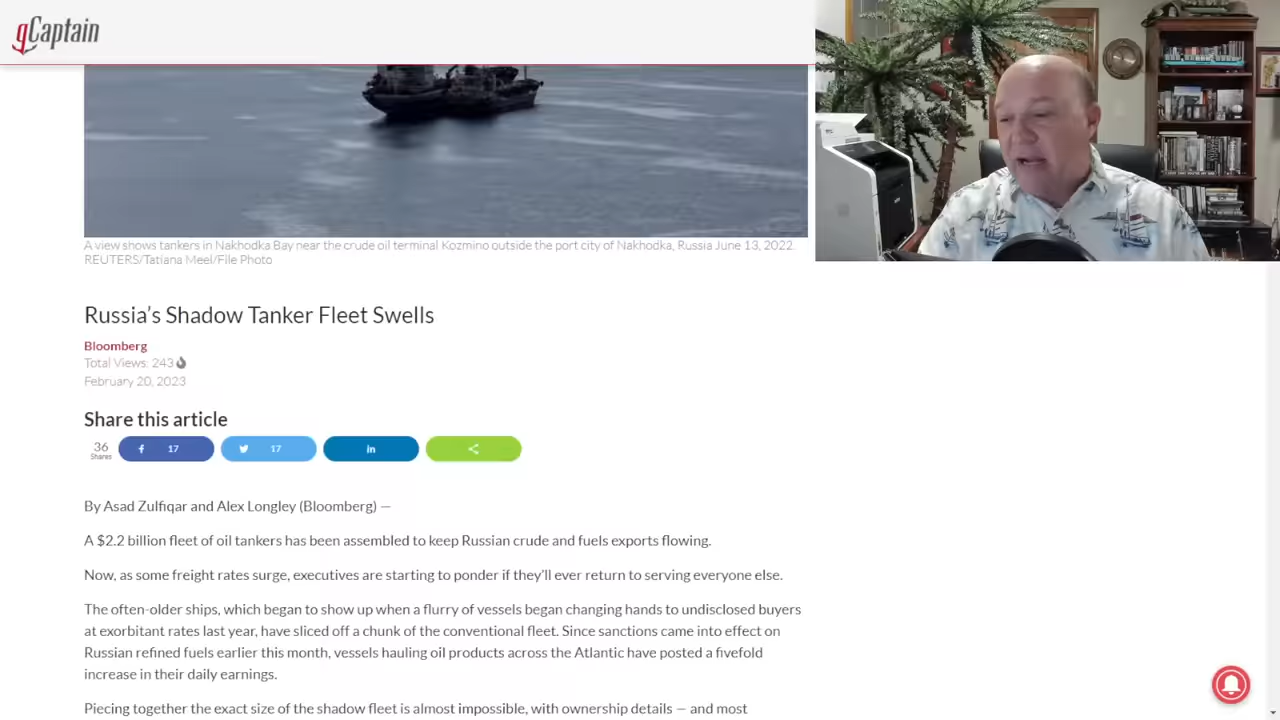 gCaptain
A view shows tankers in Nakhodka Bay near the crude oil terminal Kozmino outside the port city of Nakhodka, Russia June 13, 2022.
REUTERS/Tatiana Meel/File Photo
Russia’s Shadow Tanker Fleet Swells
Bloomberg
Total Views: 243
February 20, 2023
Share this article
36
Shares
17
17
in
By Asad Zulfiqar and Alex Longley (Bloomberg) —
A $2.2 billion fleet of oil tankers has been assembled to keep Russian crude and fuels exports flowing.
Now, as some freight rates surge, executives are starting to ponder if they’ll ever return to serving everyone else.
The often-older ships, which began to show up when a flurry of vessels began changing hands to undisclosed buyers
at exorbitant rates last year, have sliced off a chunk of the conventional fleet. Since sanctions came into effect on
Russian refined fuels earlier this month, vessels hauling oil products across the Atlantic have posted a fivefold
increase in their daily earnings.
Piecing together the exact size of the shadow fleet is almost impossible, with ownership details — and most